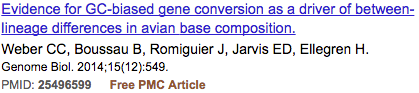 Evidence for GC-biased gene conversion as a driver of between-
lineage differences in avian base composition.
Weber CC, Boussau B, Romiguier J, Jarvis ED, Ellegren H.
Genome Biol. 2014;15(12):549.
PMID: 25496599 Free PMC Article